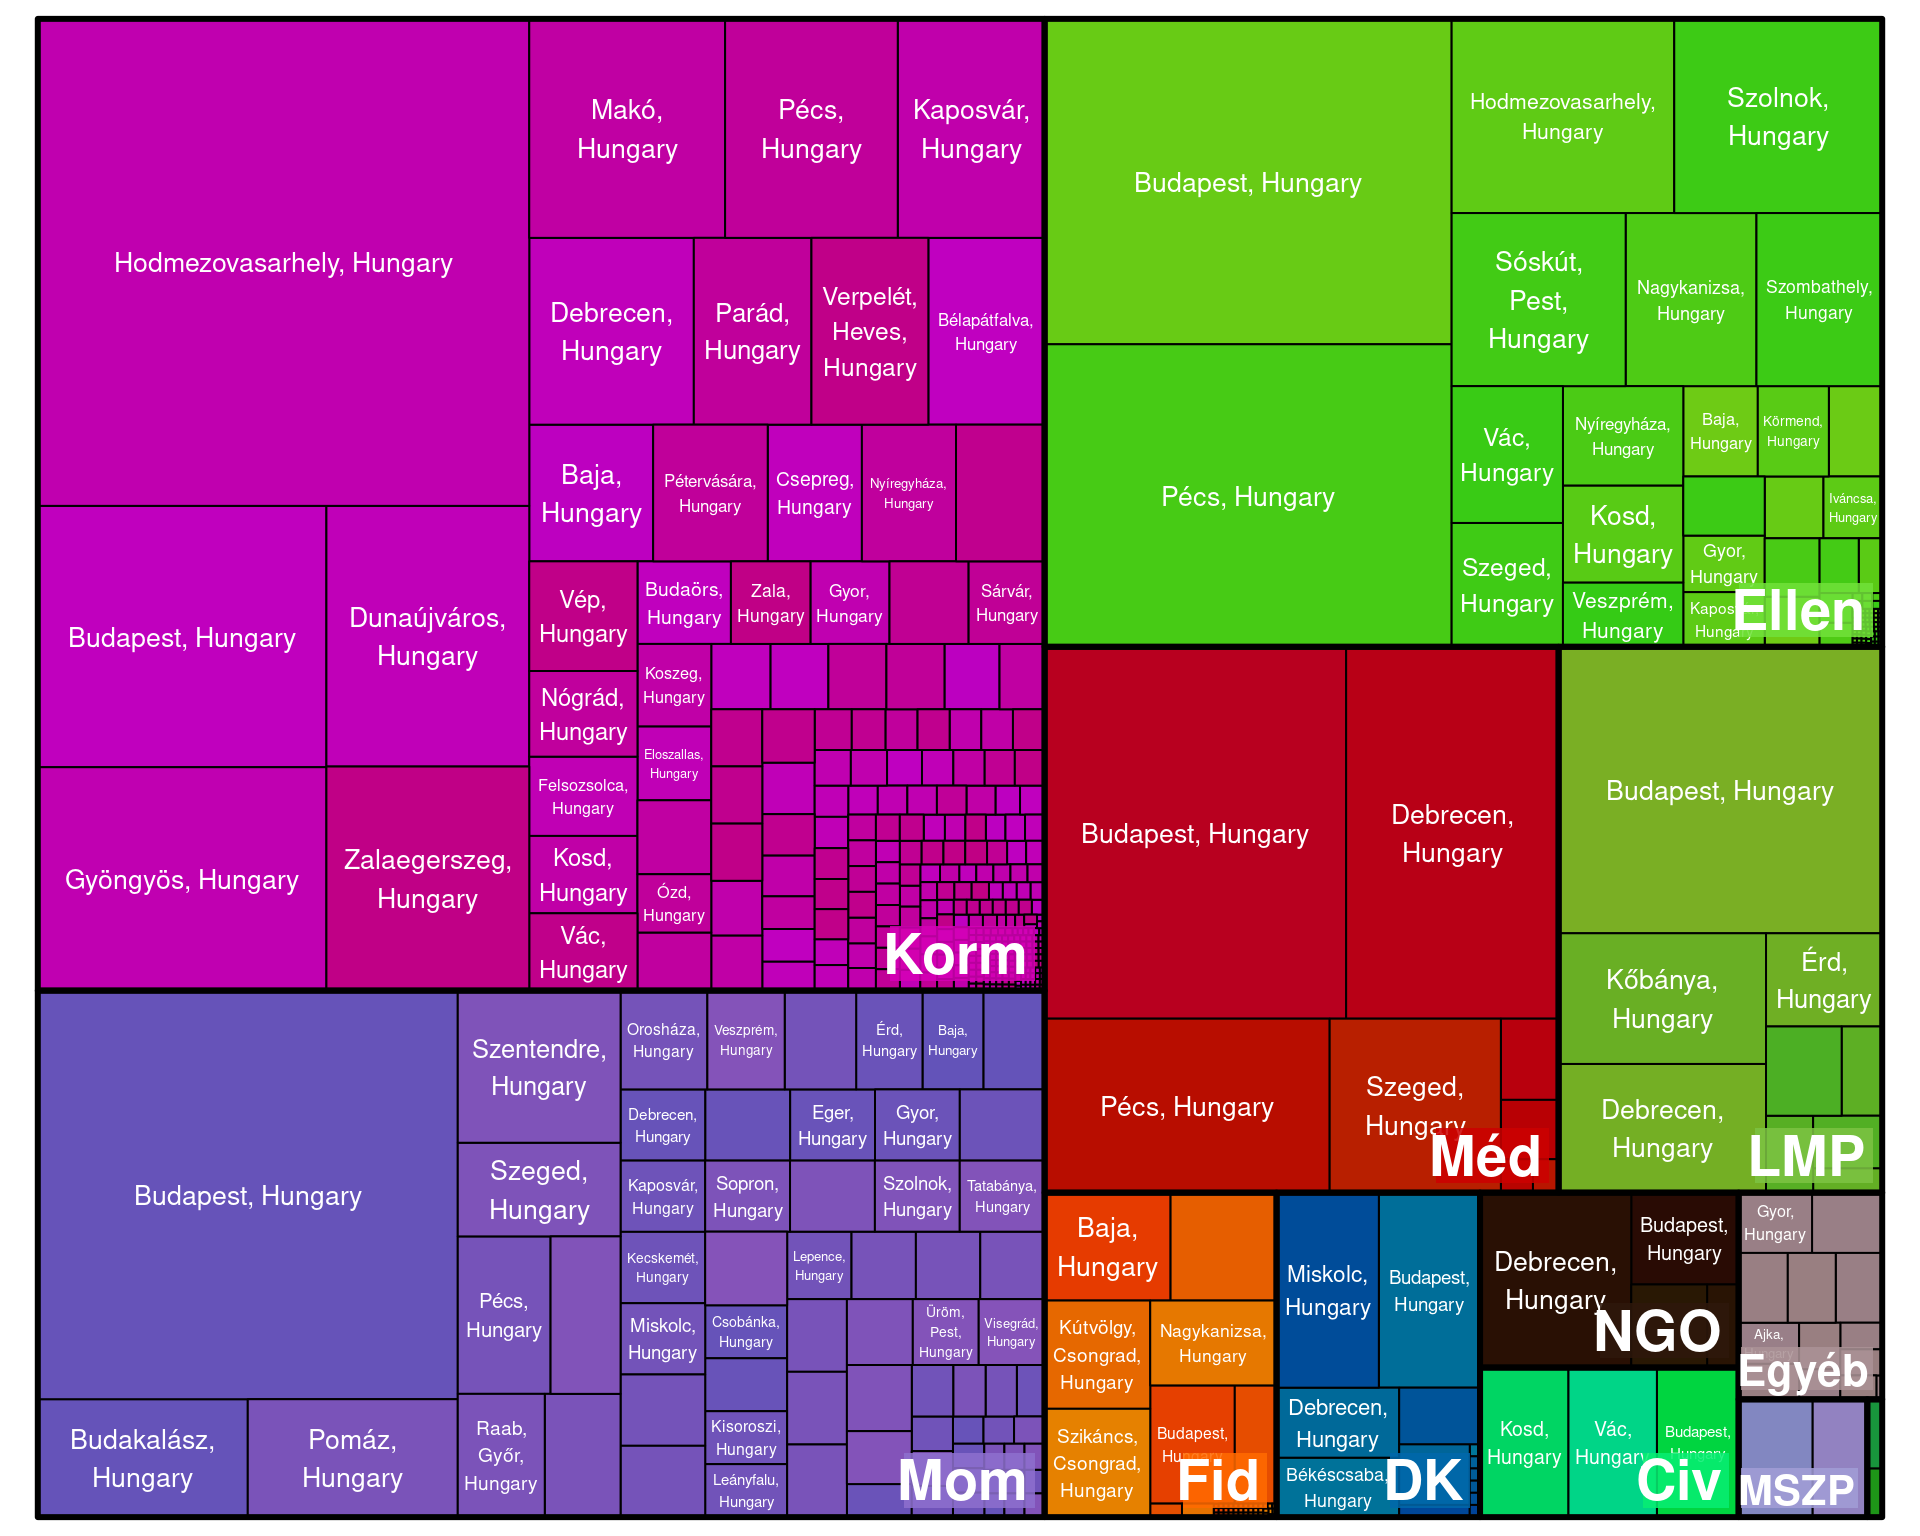 Hodmezovasarhely, Hungary
Makó,
Hungary
Pécs,
Hungary
Kaposvár,
Hungary
Debrecen,
Hungary
Parád,
Hungary
Verpelét,
Heves,
Hungary
Bélapátfalva,
Hungary
Baja,
Hungary
Pétervására,
Hungary
Csepreg,
Hungary
Nyíregyháza,
Hungary
Budapest, Hungary
Dunaújváros,
Hungary
Gyöngyös, Hungary
Zalaegerszeg,
Hungary
Vép,
Hungary
Budaörs,
Hungary
Zala,
Hungary
Gyor,
Hungary
Sárvár,
Hungary
Nógrád,
Hungary
Koszeg,
Hungary
Eloszallas,
Hungary
Felsozsolca,
Hungary
Kosd,
Hungary
Ózd,
Hungary
Vác,
Hungary
Korm
Budapest, Hungary
Hodmezovasarhely,
Hungary
Szolnok,
Hungary
Pécs, Hungary
Sóskút,
Pest,
Hungary
Nagykanizsa,
Hungary
Szombathely,
Hungary
Vác,
Hungary
Nyíregyháza,
Hungary
Baja,
Hungary
Körmend,
Hungary
Iváncsa,
Hungary
Kosd,
Hungary
Szeged,
Hungary
Gyor,
Hungary
Veszprém,
Hungary
Hungary
Ellen
Budapest, Hungary
Debrecen,
Hungary
Pécs, Hungary
Szeged,
Hungary
Méd
Budapest, Hungary
Kőbánya,
Hungary
Érd,
Hungary
Debrecen,
Hungary
LMP
Budapest, Hungary
Budakalász,
Hungary
Pomáz,
Hungary
Szentendre,
Hungary
Szeged,
Hungary
Pécs,
Hungary
Raab,
Győr,
Hungary
Orosháza,
Hungary
Veszprém,
Hungary
Érd,
Hungary
Baja,
Hungary
Debrecen,
Hungary
Eger,
Hungary
Gyor,
Hungary
Kaposvár,
Hungary
Sopron,
Hungary
Szolnok,
Hungary
Tatabánya,
Hungary
Kecskemét,
Hungary
Lepence,
Hungary
Miskolc,
Hungary
Csobánka,
Hungary
Üröm,
Pest,
Hungary
Visegrád,
Hungary
Kisoroszi,
Hungary
Leányfalu,
Hungary
Mom
Baja,
Hungary
Kútvölgy,
Csongrad,
Hungary
Nagykanizsa,
Hungary
Szikáncs,
Csongrad,
Hungary
Budapest,
Hungary
Fid
Miskolc,
Hungary
Budapest,
Hungary
Debrecen,
Hungary
Békéscsaba,
Hungary
DK
Debrecen,
Hungary
Budapest,
Hungary
NGO
Kosd,
Hungary
Vác,
Hungary
Budapest,
Hungary
Civ
Gyor,
Hungary
Ajka,
Hungary
Egyéb
MSZP